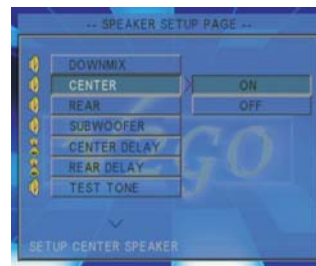 -- SPEAKER SETUP PAGE --
DOWNMIX
CENTER ON
REAR OFF
SUBWOOFER
CENTER DELAY
REAR DELAY
TEST TONE
SETUP CENTER SPEAKER